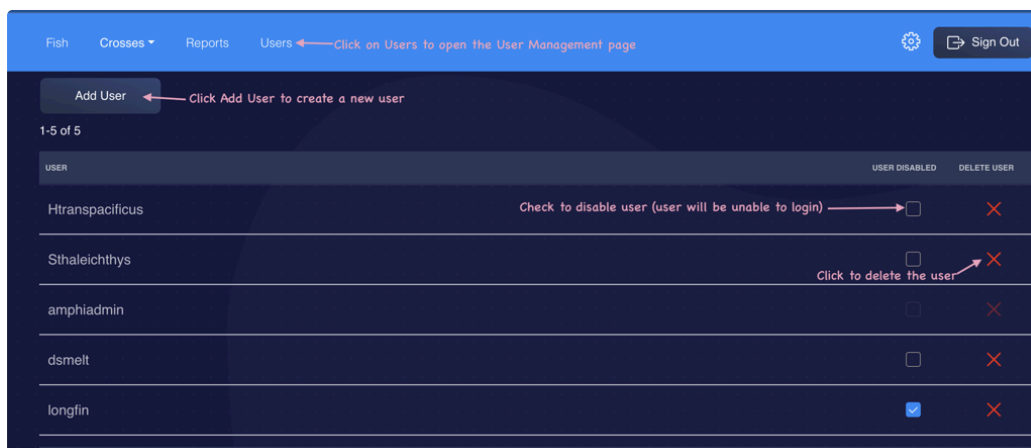 Fish Crosses Reports Users Click on Users to open the User Management page Sign Out
Add User Click Add User to create a new user
1-5 of 5
USER USER DISABLED DELETE USER
Htranspacificus Check to disable user (user will be unable to login)
Sthaleichthys
Click to delete the user
amphiadmin
dsmelt
longfin